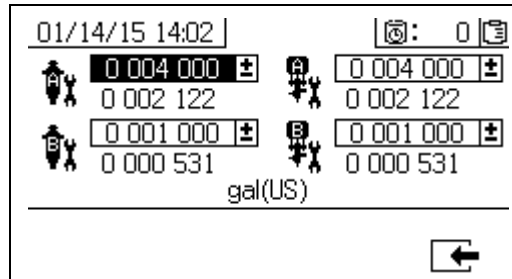 01/14/15 14:02 : 0
A 0 004 000 ± A 0 004 000 ±
0 002 122 0 002 122
B 0 001 000 ± B 0 001 000 ±
0 000 531 0 000 531
gal(US)